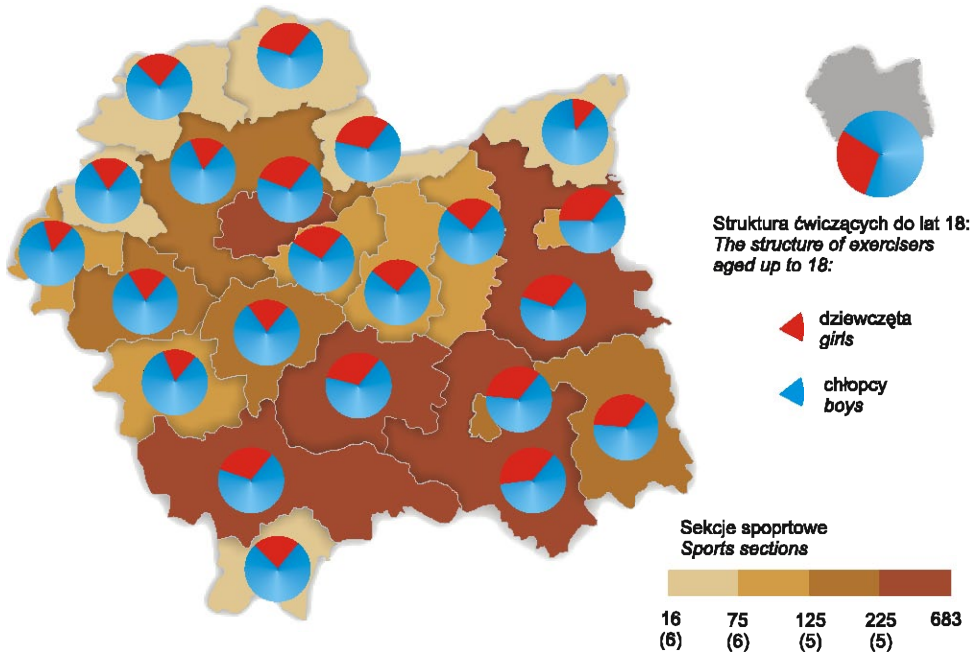 Struktura ćwiczących do lat 18:
The structure of exercisers
aged up to 18:
dziewczęta
girls
chłopcy
boys
Sekcje spoprtowe
Sports sections
16 75 125 225 683
(6) (6) (5) (5)